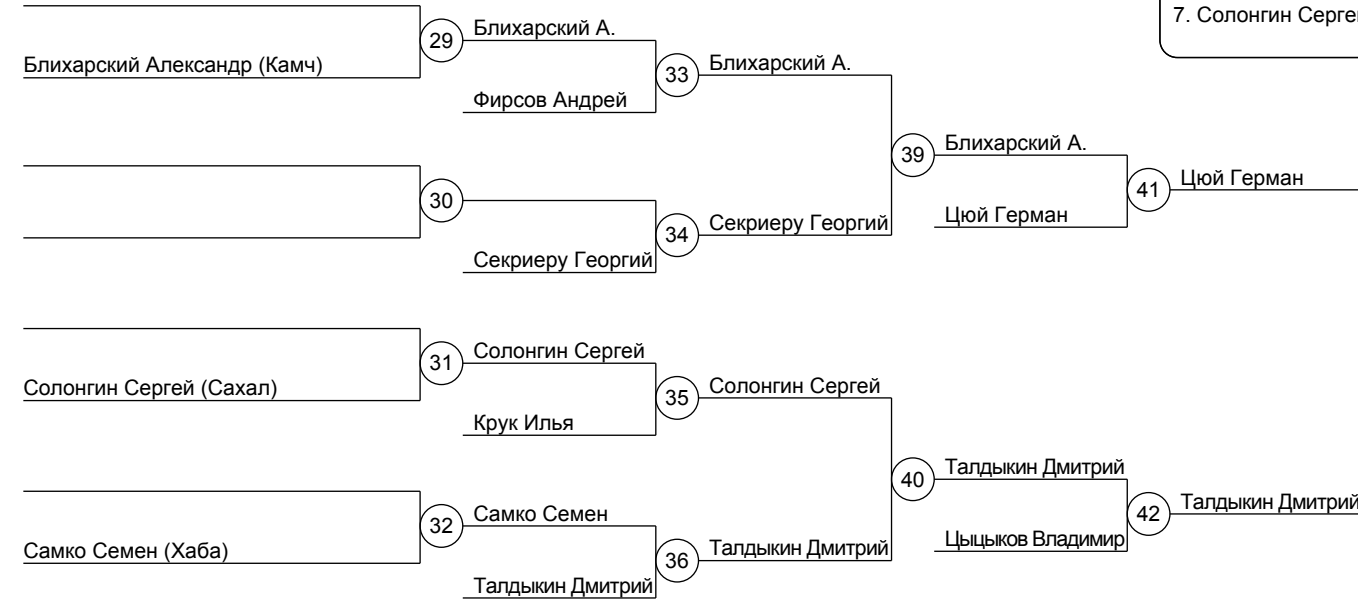 7. Солонгин Серге
29
Блихарский А.
Блихарский Александр (Камч)
33
Блихарский А.
Фирсов Андрей
39
Блихарский А.
41
Цюй Герман
30
34
Секриеру Георгий
Цюй Герман
Секриеру Георгий
31
Солонгин Сергей
Солонгин Сергей (Сахал)
35
Солонгин Сергей
Крук Илья
40
Талдыкин Дмитрий
42
Талдыкин Дмитрий
32
Самко Семен
Цыцыков Владимир
Самко Семен (Хаба)
36
Талдыкин Дмитрий
Талдыкин Дмитрий